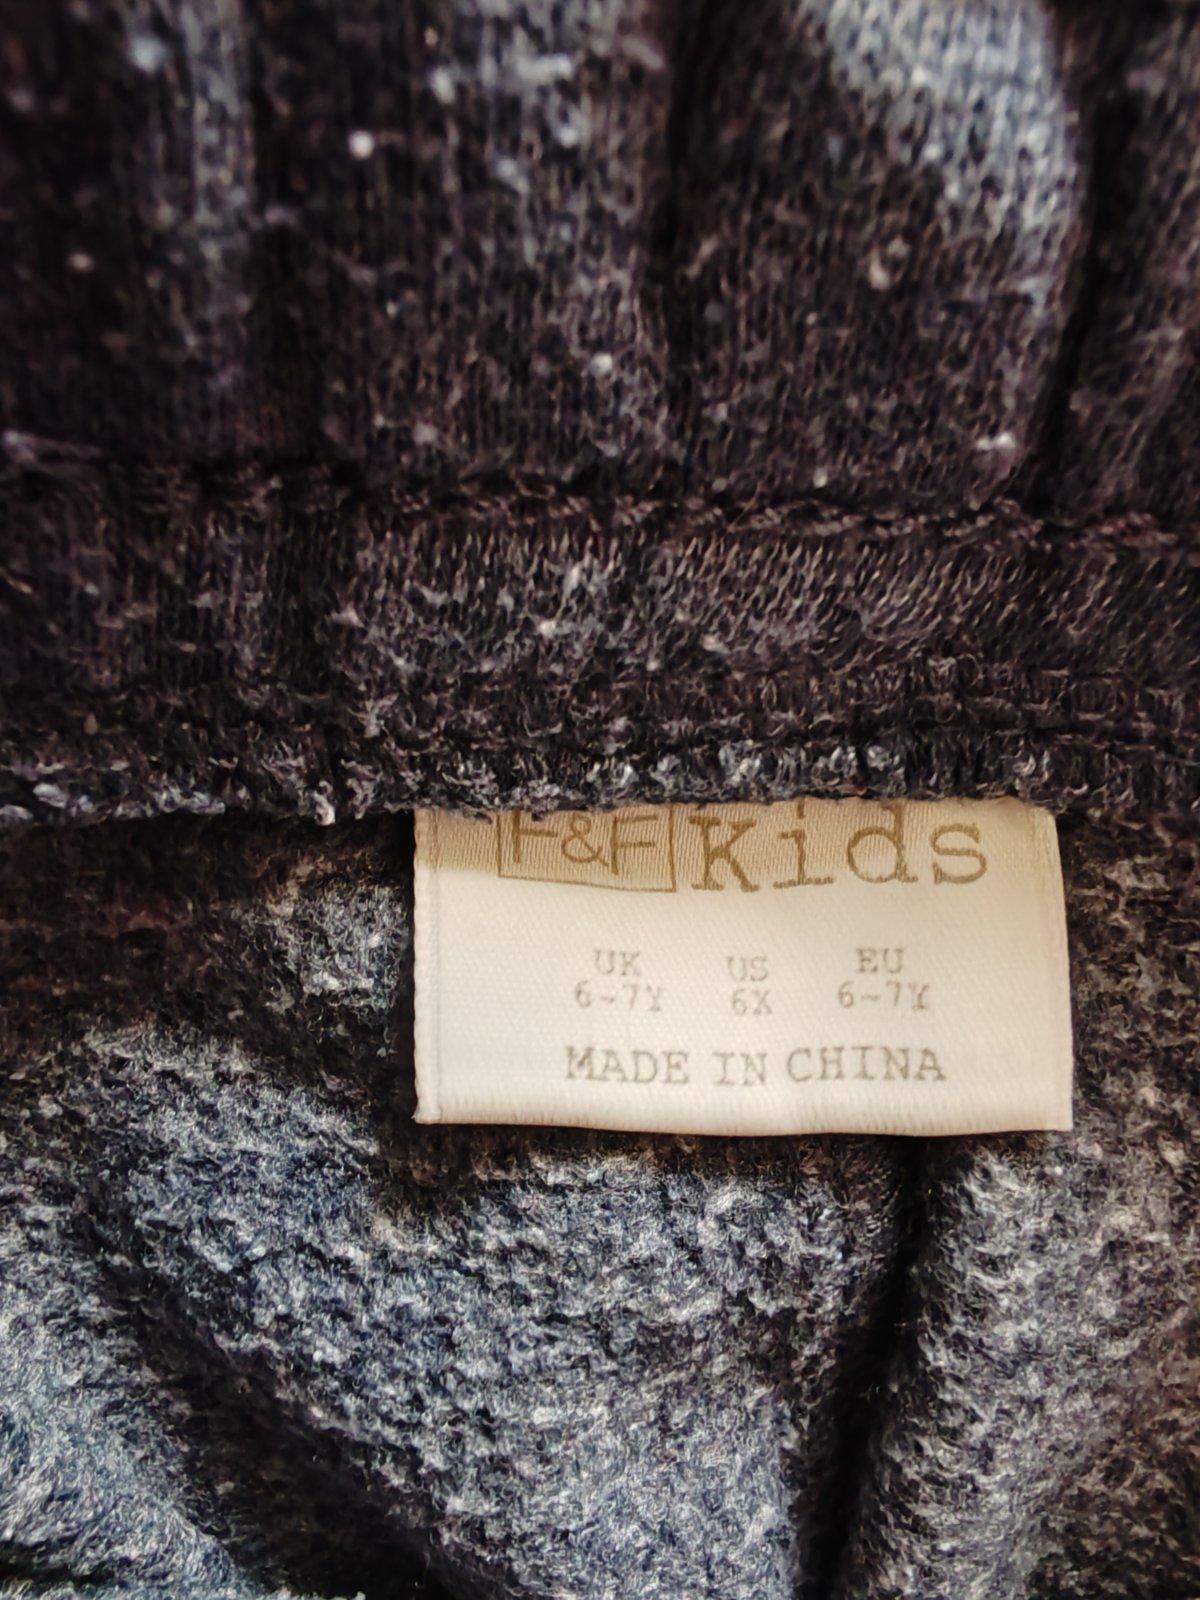 F&F Kids
UK US EU
6-7Y 6X 6-7Y
MADE IN CHINA